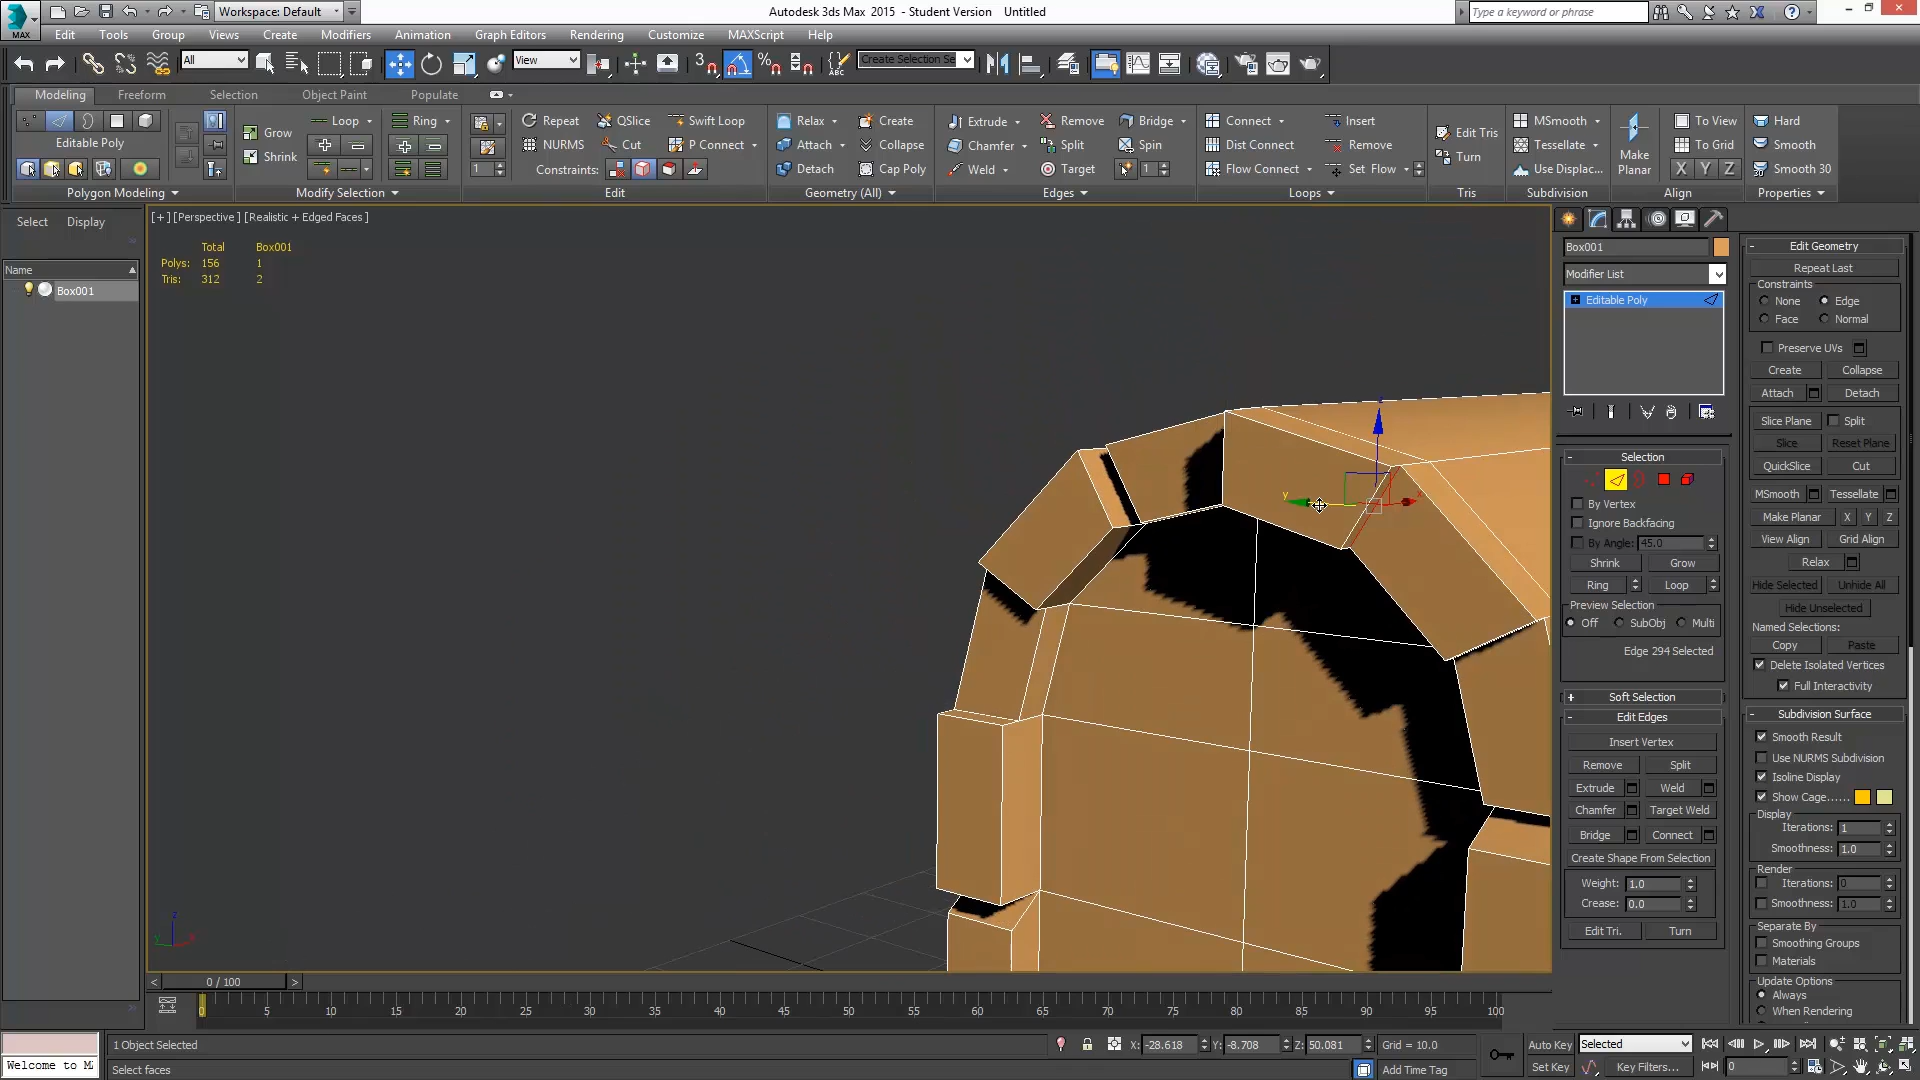 Workspace: Default
Autodesk 3ds Max 2015 - Student Version Untitled
Type a keyword or phrase
MAX
Edit Tools Group Views Create Modifiers Animation Graph Editors Rendering Customize MAXScript Help
All View Create Selection Se
Modeling Freeform Selection Object Paint Populate
Loop Ring Repeat QSlice Swift Loop Relax Create Extrude Remove Bridge Connect Insert MSmooth To View Hard
Editable Poly Grow NURMS Cut P Connect Attach Collapse Chamfer Split Spin Dist Connect Remove Edit Tris Tessellate Make Planar To Grid Smooth
Shrink 1 Constraints: Detach Cap Poly Weld Target 1 Flow Connect Set Flow Turn Use Displac... X Y Z Smooth 30
Polygon Modeling Modify Selection Edit Geometry (All) Edges Loops Tris Subdivision Align Properties
Select Display
Name
Box001
[+] [Perspective] [Realistic + Edged Faces]
Total Box001
Polys: 156 1
Tris: 312 2
y x
z
y x
Box001
Modifier List
Editable Poly
Selection
By Vertex
Ignore Backfacing
By Angle: 45.0
Shrink Grow
Ring Loop
Preview Selection
Off SubObj Multi
Edge 294 Selected
Soft Selection
Edit Edges
Insert Vertex
Remove Split
Extrude Weld
Chamfer Target Weld
Bridge Connect
Create Shape From Selection
Weight: 1.0
Crease: 0.0
Edit Tri. Turn
Edit Geometry
Repeat Last
Constraints
None Edge
Face Normal
Preserve UVs
Create Collapse
Attach Detach
Slice Plane Split
Slice Reset Plane
QuickSlice Cut
MSmooth Tessellate
Make Planar X Y Z
View Align Grid Align
Relax
Hide Selected Unhide All
Hide Unselected
Named Selections:
Copy Paste
Delete Isolated Vertices
Full Interactivity
Subdivision Surface
Smooth Result
Use NURMS Subdivision
Isoline Display
Show Cage......
Display
Iterations: 1
Smoothness: 1.0
Render
Iterations: 0
Smoothness: 1.0
Separate By
Smoothing Groups
Materials
Update Options
Always
When Rendering
< 0 / 100 >
0 5 10 15 20 25 30 35 40 45 50 55 60 65 70 75 80 85 90 95 100
1 Object Selected X: -28.618 Y: -8.708 Z: 50.081 Grid = 10.0 Auto Key Selected
Welcome to M Select faces Add Time Tag Set Key Key Filters... 0